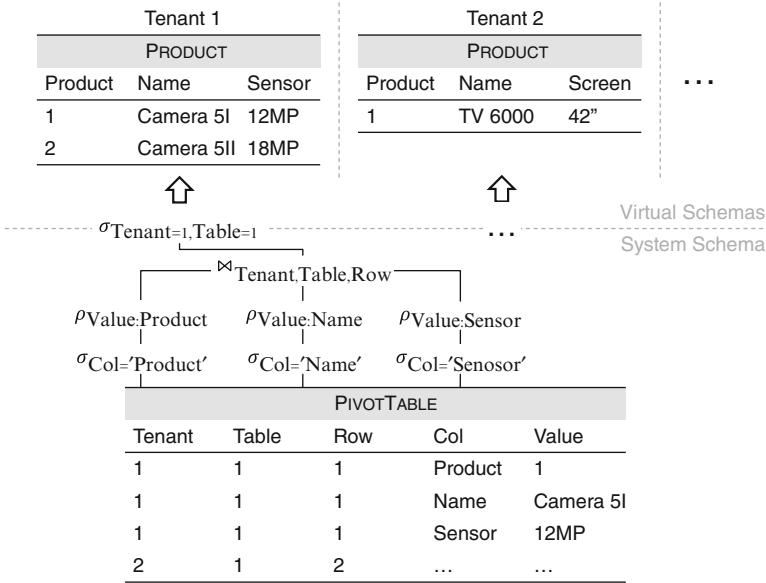 Tenant 1 Tenant 2
PRODUCT PRODUCT
Product Name Sensor Product Name Screen
1 Camera 5I 12MP 1 TV 6000 42”
2 Camera 5II 18MP
...
Virtual Schemas
σTenant=1,Table=1 ...
System Schema
⋈Tenant,Table,Row
ρValue:Product ρValue:Name ρValue:Sensor
σCol=′Product′ σCol=′Name′ σCol=′Senosor′
PIVOTTABLE
Tenant Table Row Col Value
1 1 1 Product 1
1 1 1 Name Camera 5I
1 1 1 Sensor 12MP
2 1 2 ... ...